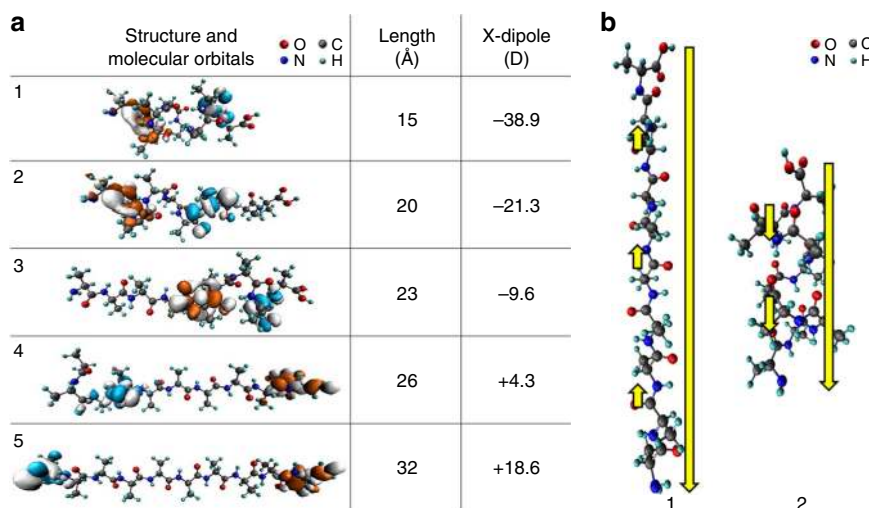 a
Structure and molecular orbitals
O C
N H
Length (Å)
X-dipole (D)
1 15 –38.9
2 20 –21.3
3 23 –9.6
4 26 +4.3
5 32 +18.6
b
O C
N H
1 2